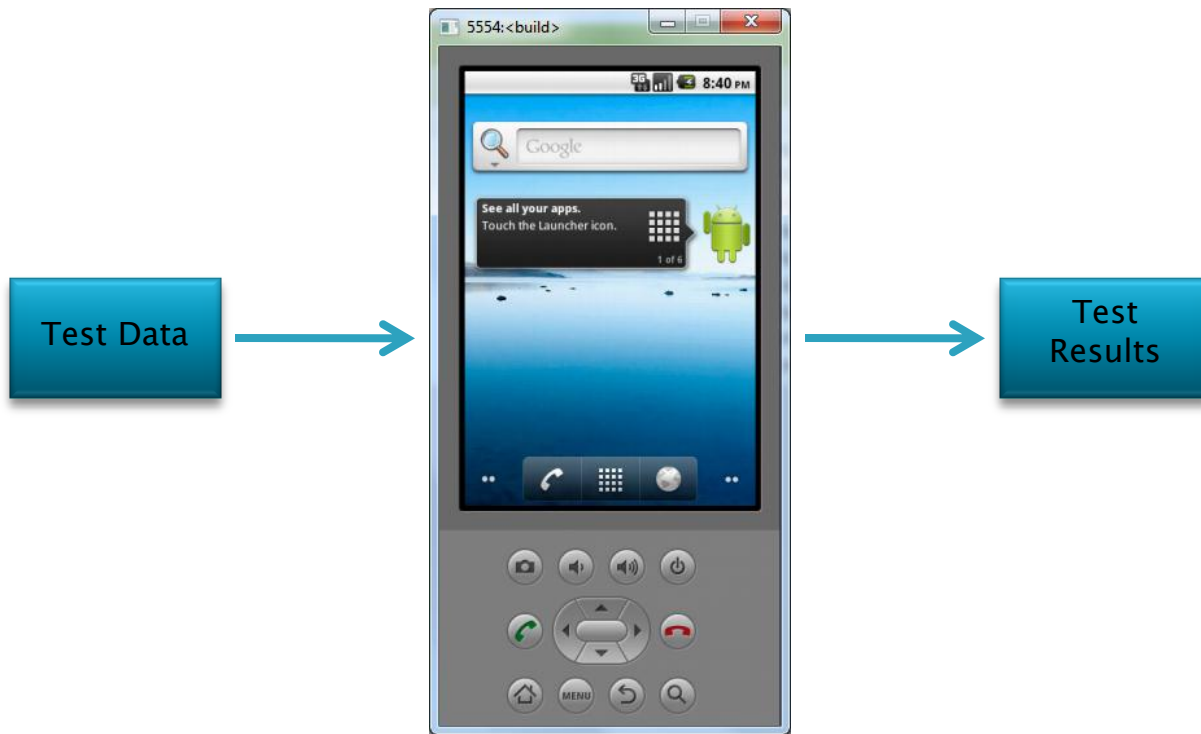 5554:<build>
3G
8:40 PM
Google
See all your apps.
Touch the Launcher icon.
1 of 6
Test Data
Test
Results
MENU